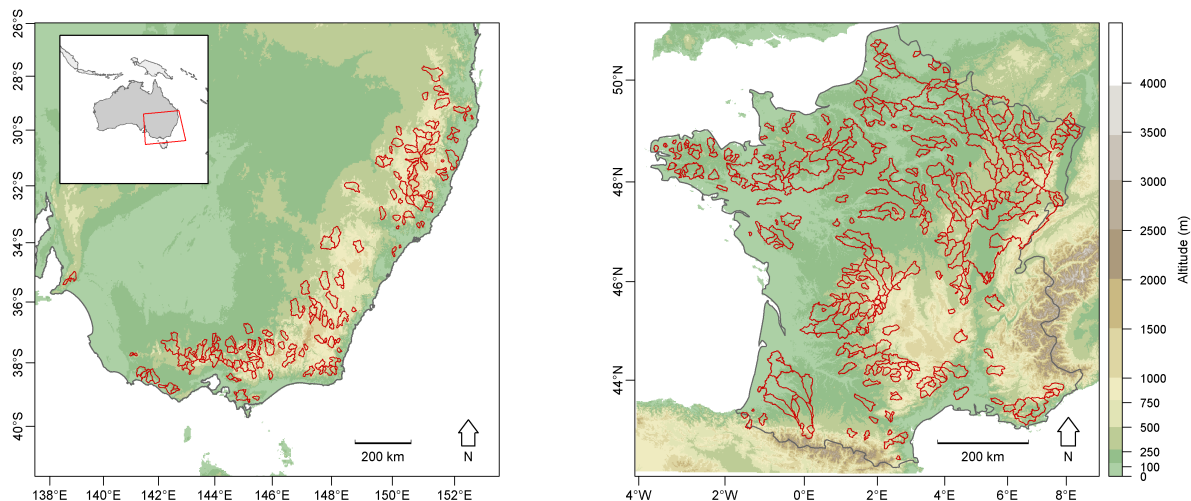 26°S
28°S
30°S
32°S
34°S
36°S
38°S
40°S
200 km
N
138°E
140°E
142°E
144°E
146°E
148°E
150°E
152°E
50°N
48°N
46°N
44°N
200 km
N
4°W
2°W
0°E
2°E
4°E
6°E
8°E
4000
3500
3000
2500
2000
1500
1000
750
500
250
100
0
Altitude (m)